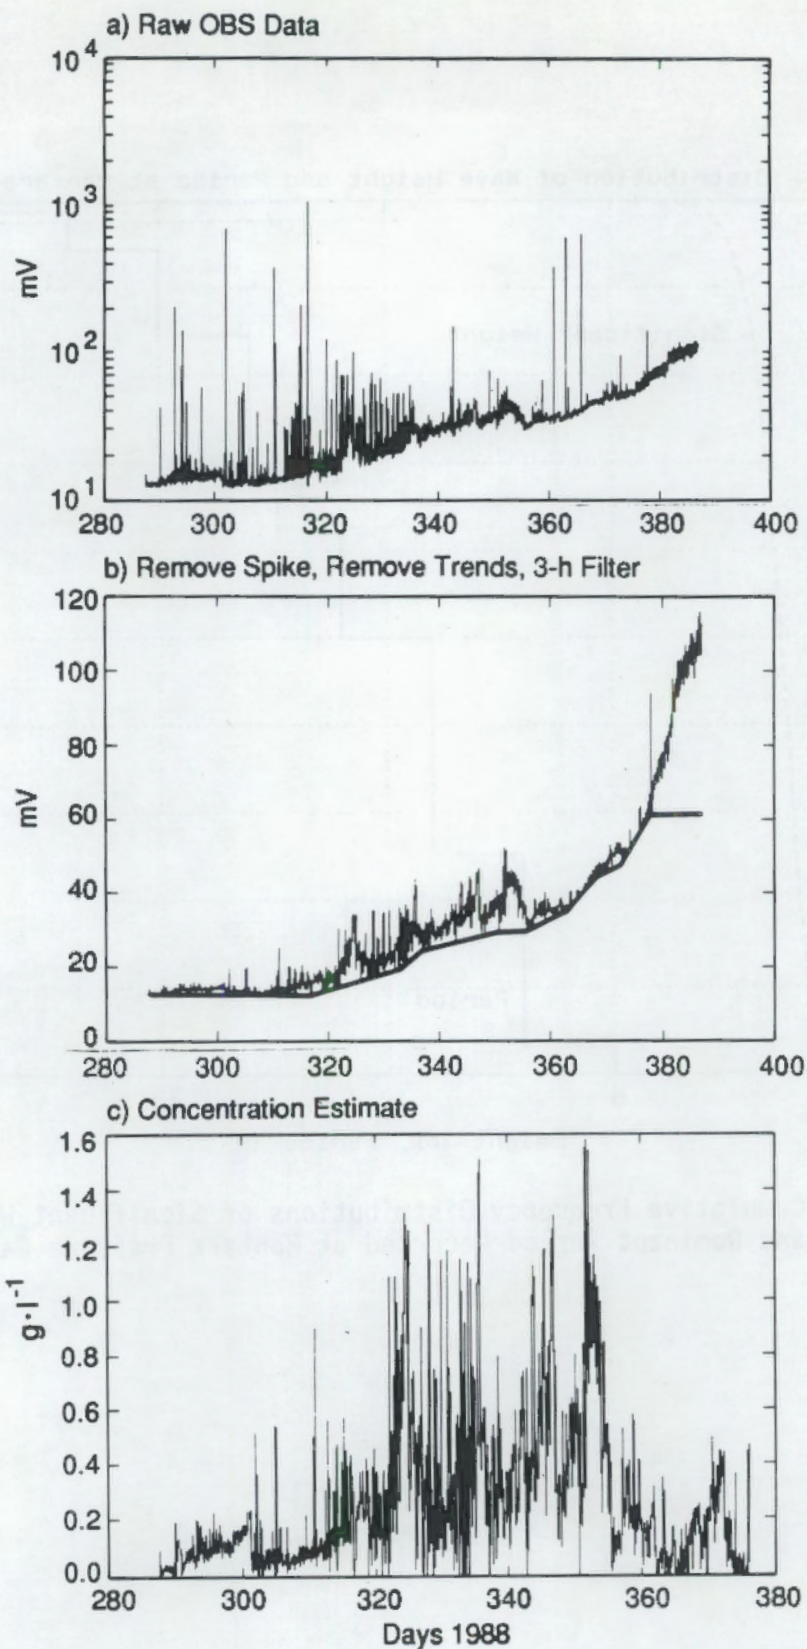 a) Raw OBS Data
10⁴
10³
mV
10²
10¹
280 300 320 340 360 380 400
b) Remove Spike, Remove Trends, 3-h Filter
120
100
80
mV
60
40
20
0
280 300 320 340 360 380 400
c) Concentration Estimate
1.6
1.4
1.2
g·l⁻¹
1.0
0.8
0.6
0.4
0.2
0.0
280 300 320 340 360 380
Days 1988